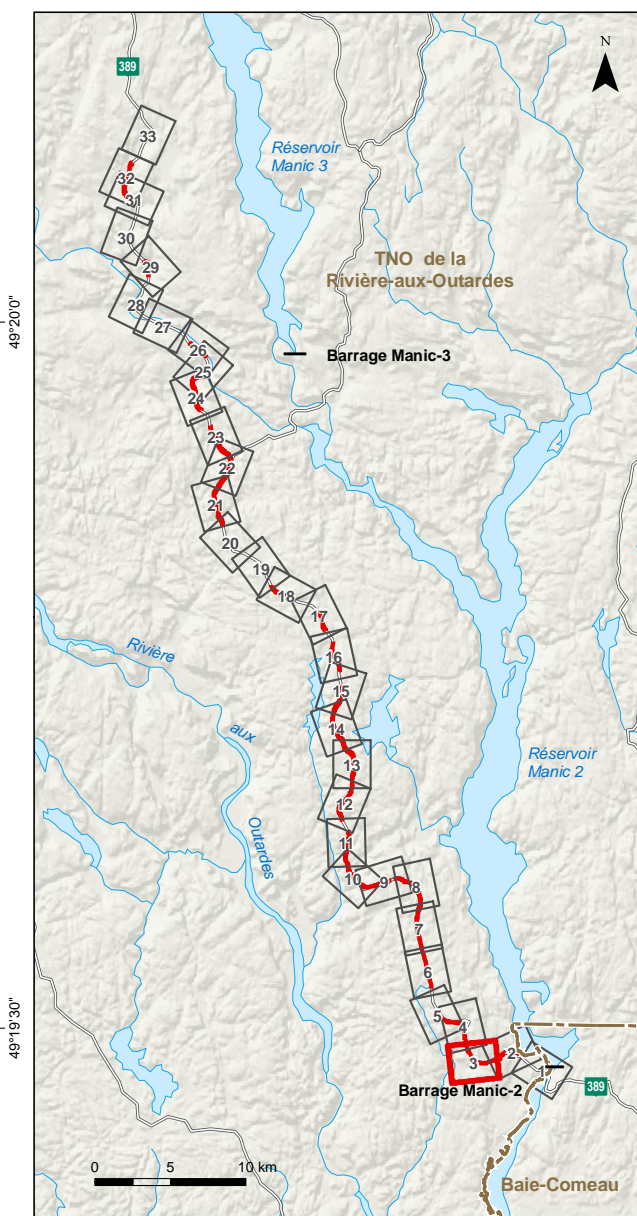 389
N
33
Réservoir
Manic 3
32
31
TNO de la
Rivière-aux-Outardes
30
29
28
49°20'0"
27
26
Barrage Manic-3
25
24
23
22
21
20
19
18
17
Rivière
16
15
aux
14
Réservoir
Manic 2
13
12
Outardes
11
10
9
8
7
6
49°19'30"
5
4
3
2
1
Barrage Manic-2
389
0 5 10 km
Baie-Comeau